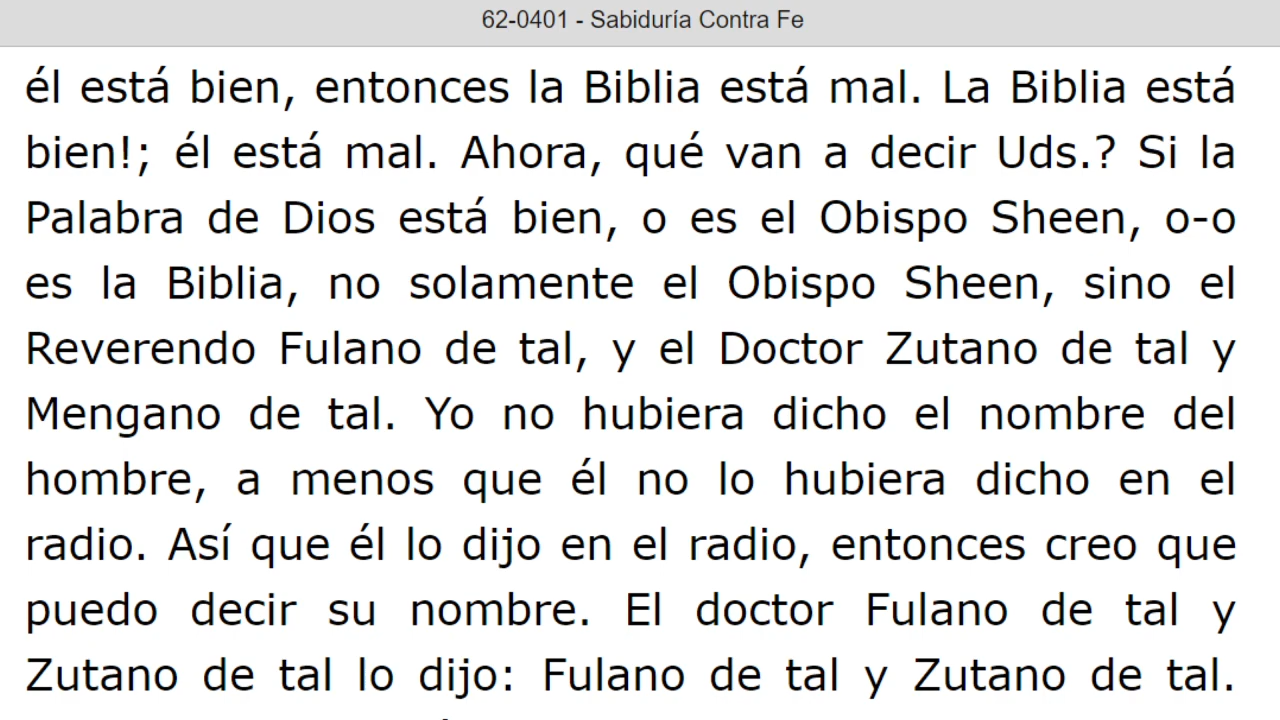 62-0401 - Sabiduría Contra Fe
él está bien, entonces la Biblia está mal. La Biblia está
bien!; él está mal. Ahora, qué van a decir Uds.? Si la
Palabra de Dios está bien, o es el Obispo Sheen, o-o
es la Biblia, no solamente el Obispo Sheen, sino el
Reverendo Fulano de tal, y el Doctor Zutano de tal y
Mengano de tal. Yo no hubiera dicho el nombre del
hombre, a menos que él no lo hubiera dicho en el
radio. Así que él lo dijo en el radio, entonces creo que
puedo decir su nombre. El doctor Fulano de tal y
Zutano de tal lo dijo: Fulano de tal y Zutano de tal.